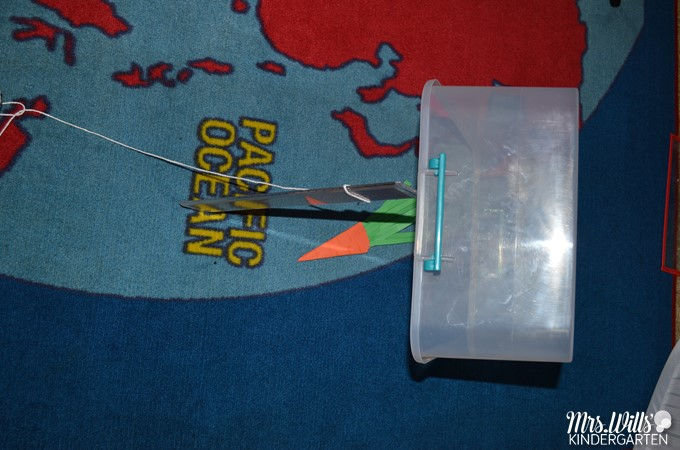 PACIFIC
OCEAN
Mrs. Wills'
KINDERGARTEN